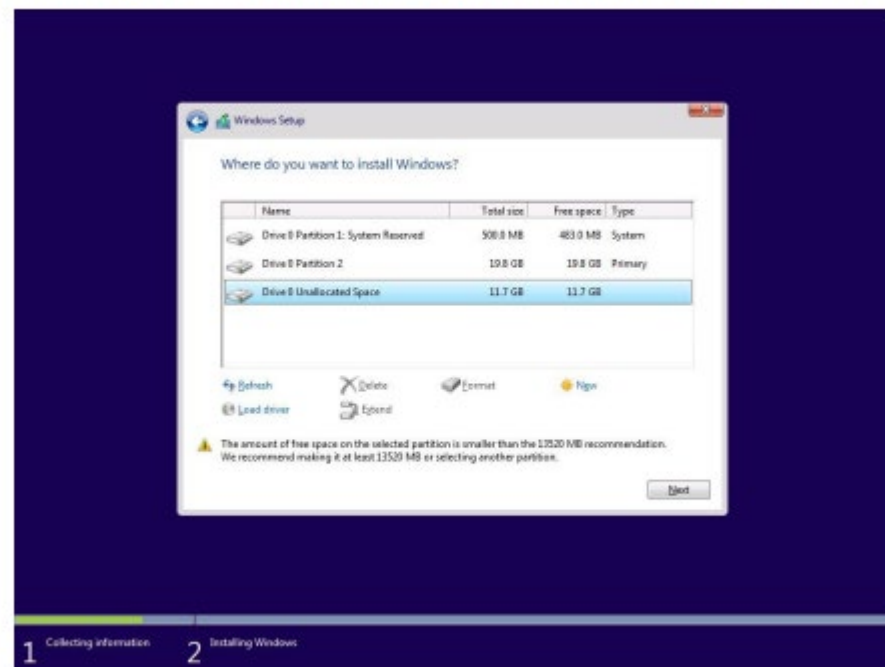 Windows Setup
Where do you want to install Windows?
Name Total size Free space Type
Drive 0 Partition 1: System Reserved 500.0 MB 483.0 MB System
Drive 0 Partition 2 19.8 GB 19.8 GB Primary
Drive 0 Unallocated Space 11.7 GB 11.7 GB
Refresh Delete Format New
Load driver Extend
The amount of free space on the selected partition is smaller than the 13520 MB recommendation.
We recommend making it at least 13520 MB or selecting another partition.
Next
1 Collecting information 2 Installing Windows